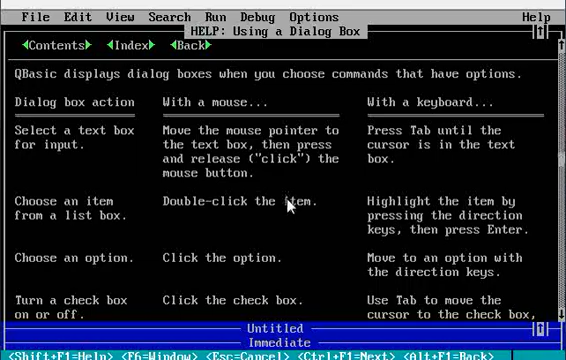 File Edit View Search Run Debug Options Help
HELP: Using a Dialog Box
<Contents> <Index> <Back>
QBasic displays dialog boxes when you choose commands that have options.
Dialog box action With a mouse... With a keyboard...
Select a text box Move the mouse pointer to Press Tab until the
for input. the text box, then press cursor is in the text
and release ("click") the box.
mouse button.
Choose an item Double-click the item. Highlight the item by
from a list box. pressing the direction
keys, then press Enter.
Choose an option. Click the option. Move to an option with
the direction keys.
Turn a check box Click the check box. Use Tab to move the
on or off. cursor to the check box,
Untitled
Immediate
<Shift+F1=Help> <F6=Window> <Esc=Cancel> <Ctrl+F1=Next> <Alt+F1=Back>